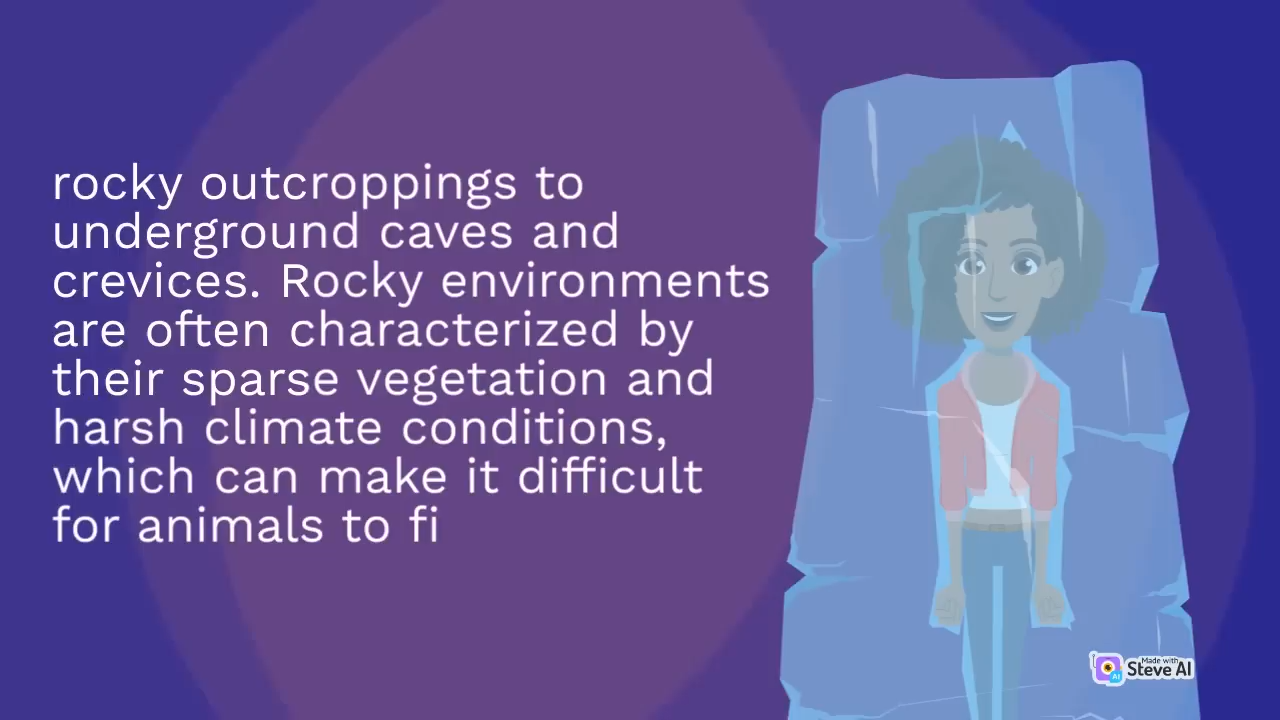 rocky outcroppings to
underground caves and
crevices. Rocky environments
are often characterized by
their sparse vegetation and
harsh climate conditions,
which can make it difficult
for animals to fi
Made with
Steve AI
AI